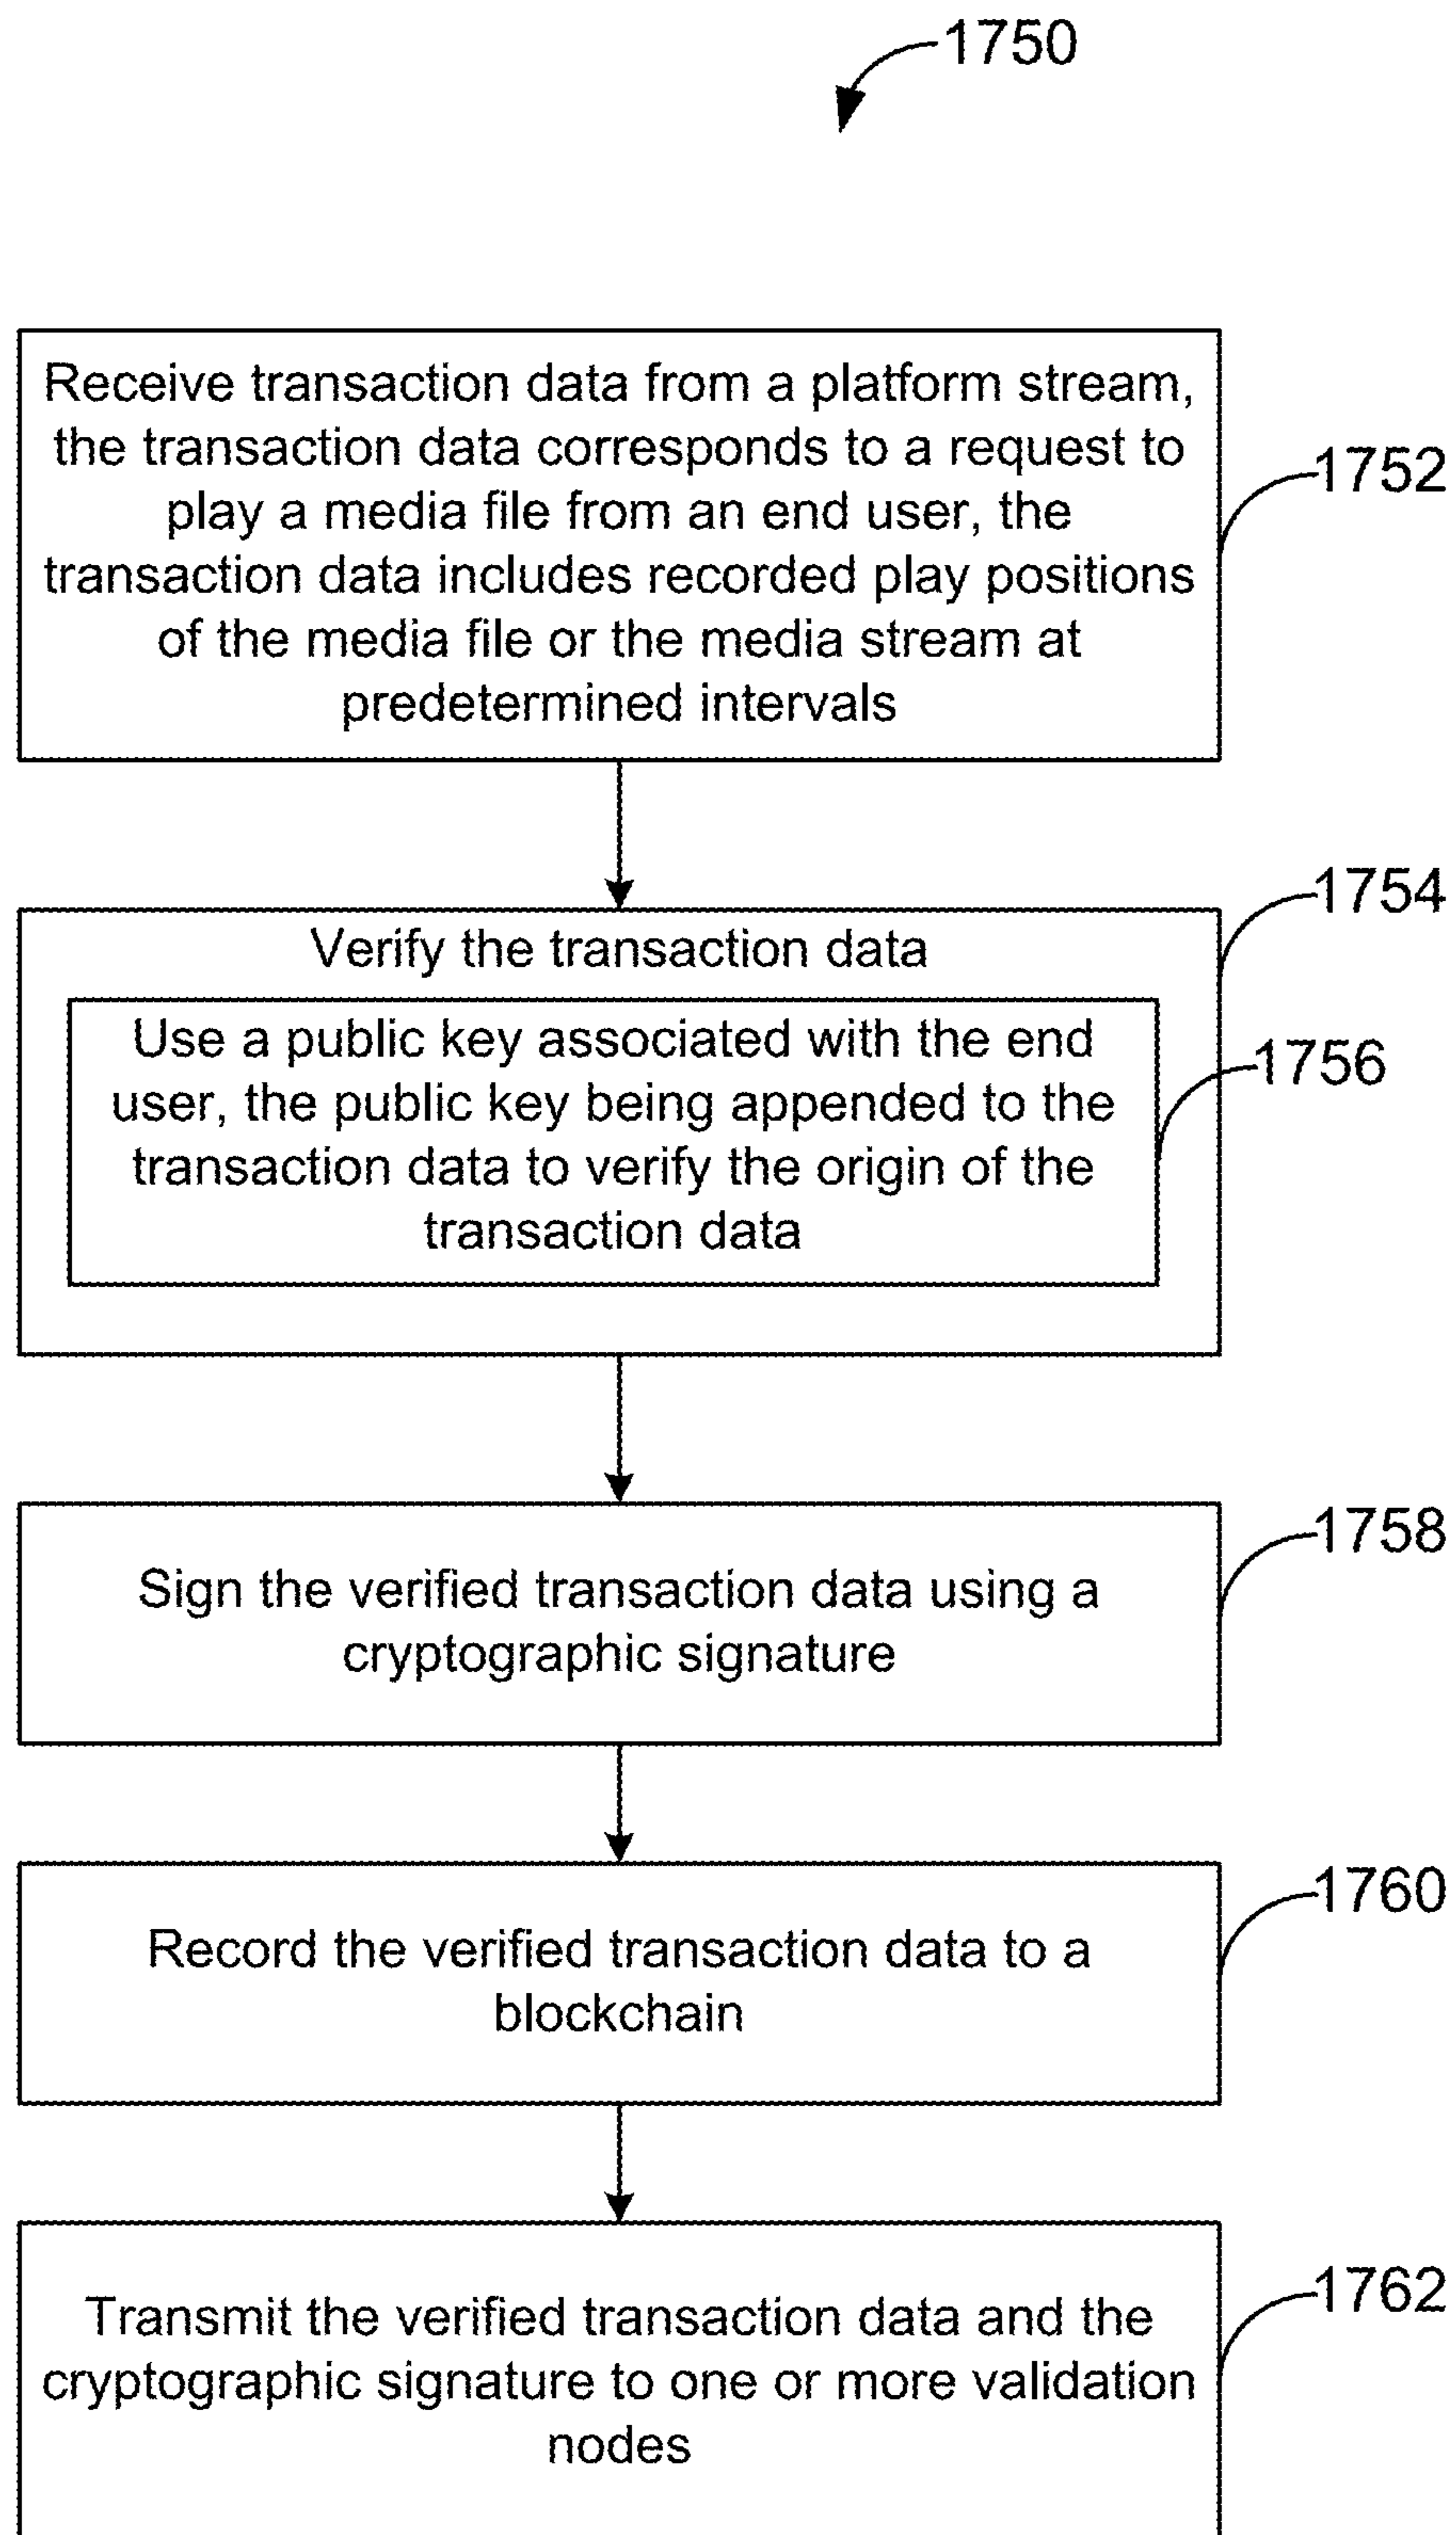 1750
Receive transaction data from a platform stream,
the transaction data corresponds to a request to
play a media file from an end user, the
transaction data includes recorded play positions
of the media file or the media stream at
predetermined intervals
1752
1754
Verify the transaction data
Use a public key associated with the end
user, the public key being appended to the
transaction data to verify the origin of the
transaction data
1756
Sign the verified transaction data using a
cryptographic signature
1758
Record the verified transaction data to a
blockchain
1760
Transmit the verified transaction data and the
cryptographic signature to one or more validation
nodes
1762